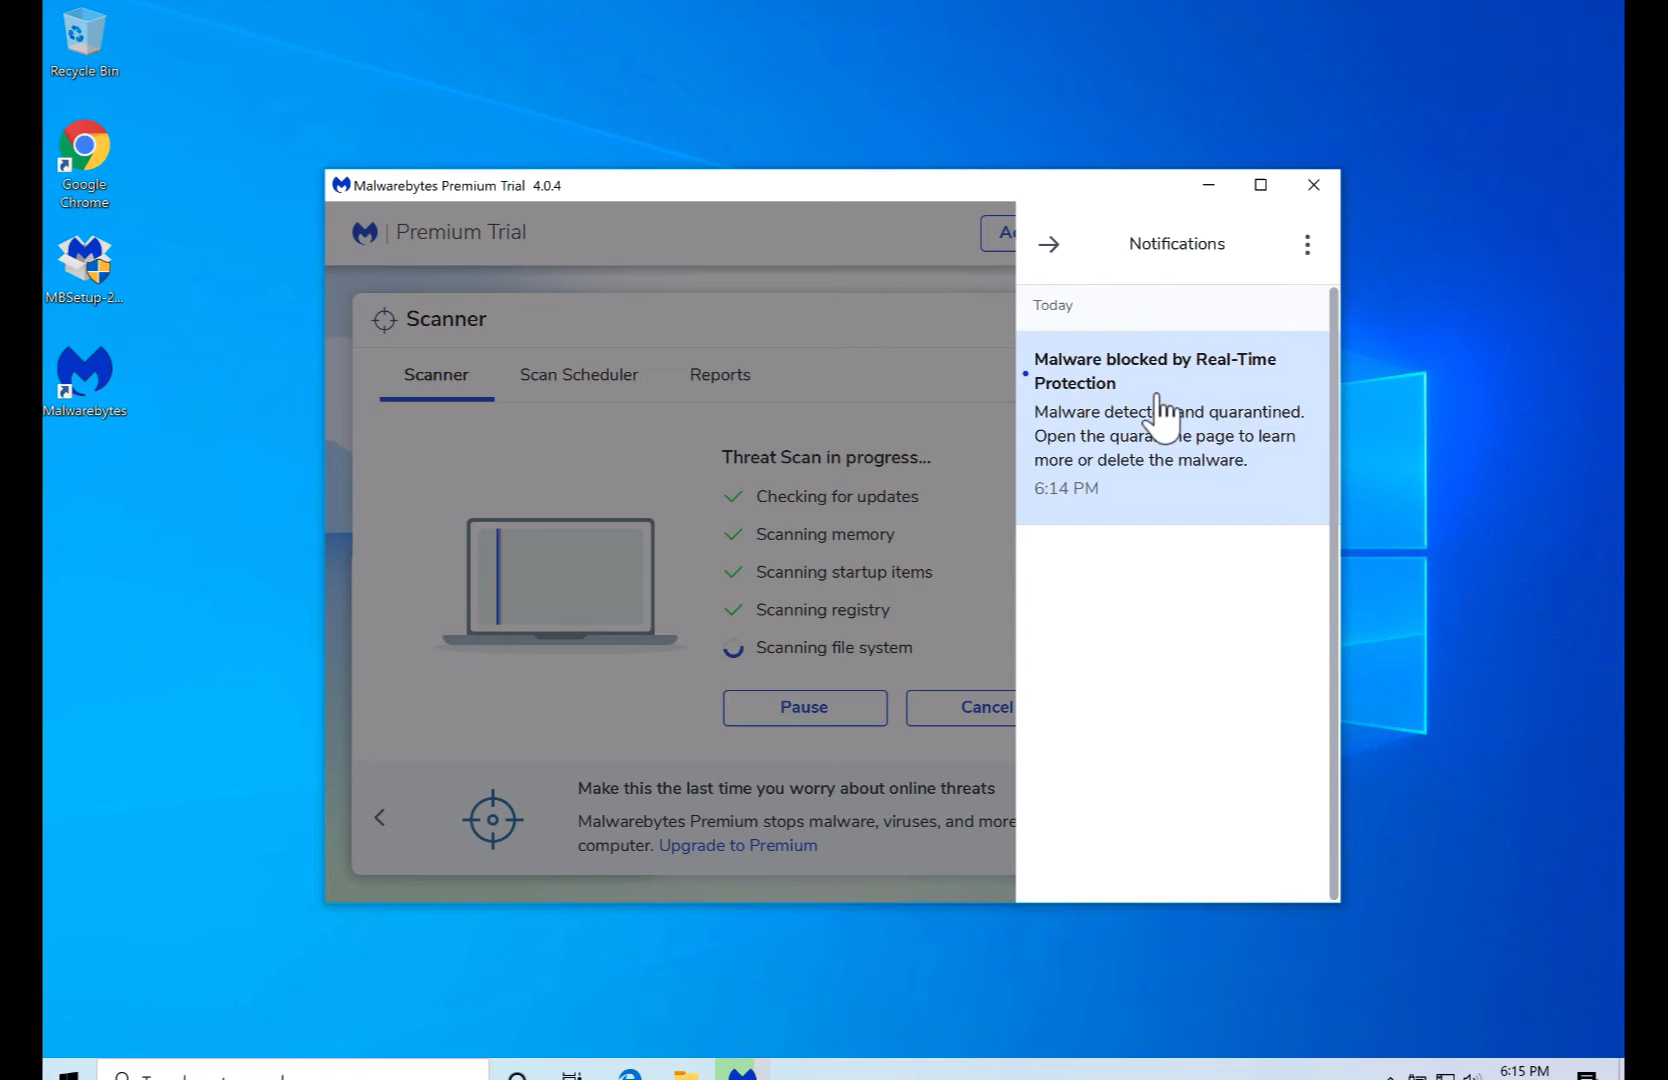 Recycle Bin
Google
Chrome
MBSetup-2...
Malwarebytes
Malwarebytes Premium Trial 4.0.4
Premium Trial
Notifications
Today
Malware blocked by Real-Time
Protection
Malware and quarantined.
Open the page to learn
more or delete the malware.
6:14 PM
Scanner
Scanner
Scan Scheduler
Reports
Threat Scan in progress...
Checking for updates
Scanning memory
Scanning startup items
Scanning registry
Scanning file system
Pause
Cancel
Make this the last time you worry about online threats
Malwarebytes Premium stops malware, viruses, and more
computer. Upgrade to Premium
6:15 PM